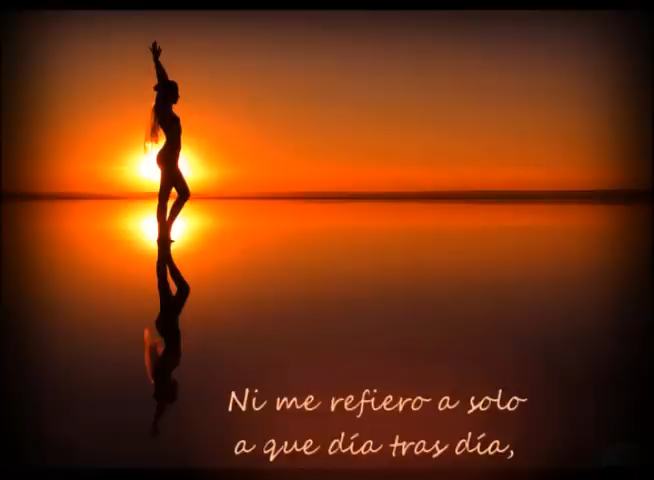 Ni me refiero a solo
a que día tras día,